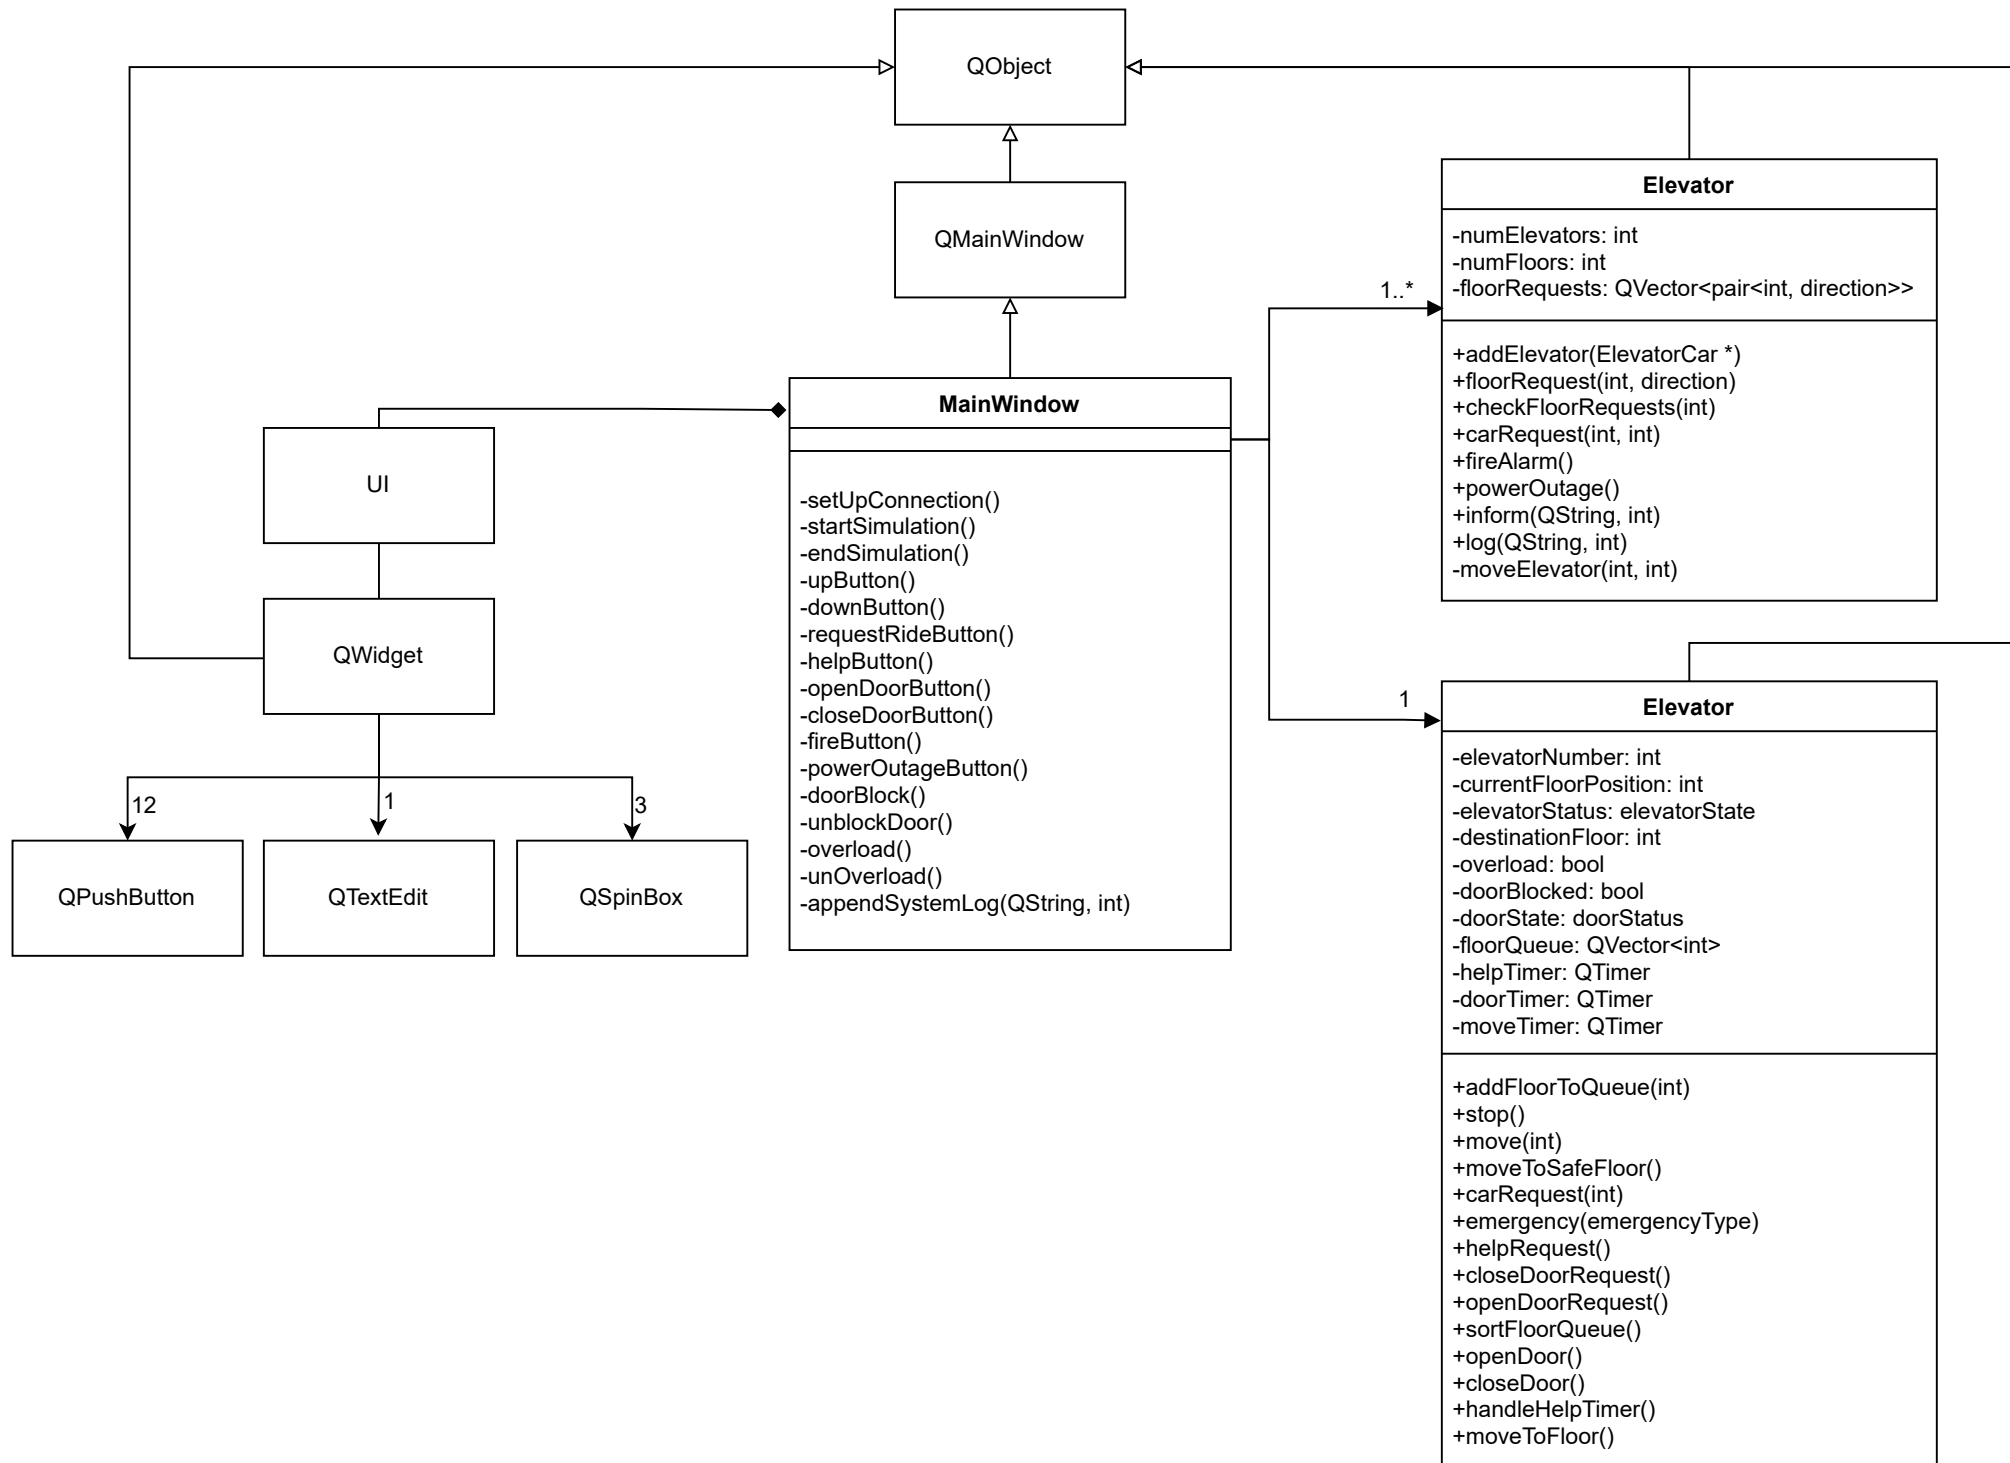 QObject
QMainWindow
MainWindow
-setUpConnection()
-startSimulation()
-endSimulation()
-upButton()
-downButton()
-requestRideButton()
-helpButton()
-openDoorButton()
-closeDoorButton()
-fireButton()
-powerOutageButton()
-doorBlock()
-unblockDoor()
-overload()
-unOverload()
-appendSystemLog(QString, int)
UI
QWidget
12
1
3
QPushButton
QTextEdit
QSpinBox
1..*
Elevator
-numElevators: int
-numFloors: int
-floorRequests: QVector<pair<int, direction>>
+addElevator(ElevatorCar *)
+floorRequest(int, direction)
+checkFloorRequests(int)
+carRequest(int, int)
+fireAlarm()
+powerOutage()
+inform(QString, int)
+log(QString, int)
-moveElevator(int, int)
1
Elevator
-elevatorNumber: int
-currentFloorPosition: int
-elevatorStatus: elevatorState
-destinationFloor: int
-overload: bool
-doorBlocked: bool
-doorState: doorStatus
-floorQueue: QVector<int>
-helpTimer: QTimer
-doorTimer: QTimer
-moveTimer: QTimer
+addFloorToQueue(int)
+stop()
+move(int)
+moveToSafeFloor()
+carRequest(int)
+emergency(emergencyType)
+helpRequest()
+closeDoorRequest()
+openDoorRequest()
+sortFloorQueue()
+openDoor()
+closeDoor()
+handleHelpTimer()
+moveToFloor()